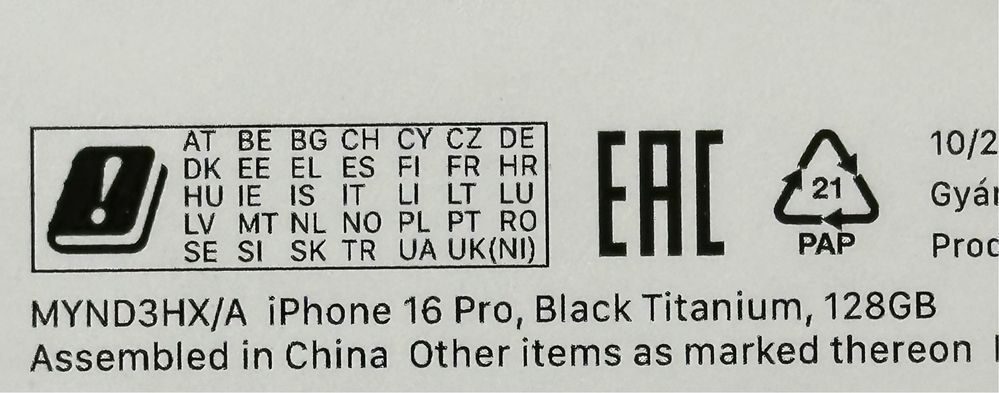 AT BE BG CH CY CZ DE
DK EE EL ES FI FR HR
HU IE IS IT LI LT LU
LV MT NL NO PL PT RO
SE SI SK TR UA UK(NI)
EAC
21
PAP
10/2
Gyár
Proc
MYND3HX/A iPhone 16 Pro, Black Titanium, 128GB
Assembled in China Other items as marked thereon